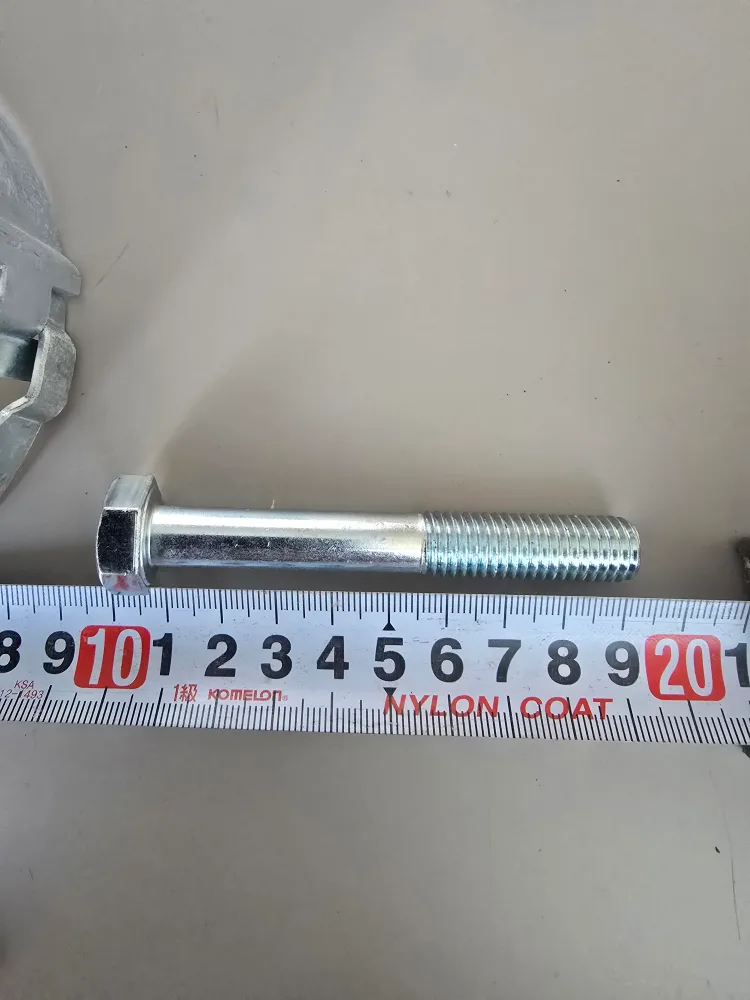 8 9 10 1 2 3 4 5 6 7 8 9 20 1
KSA
1級 KOMELON® NYLON COAT